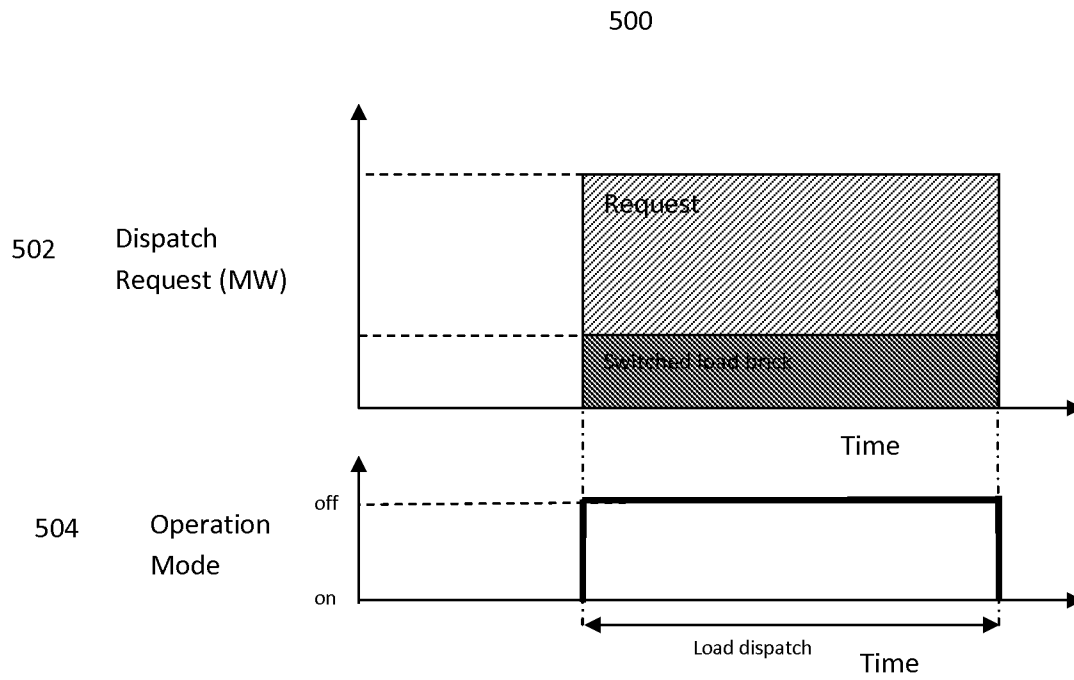 500
Request
502
Dispatch
Request (MW)
Switched load brick
Time
off
504
Operation
Mode
on
Load dispatch
Time